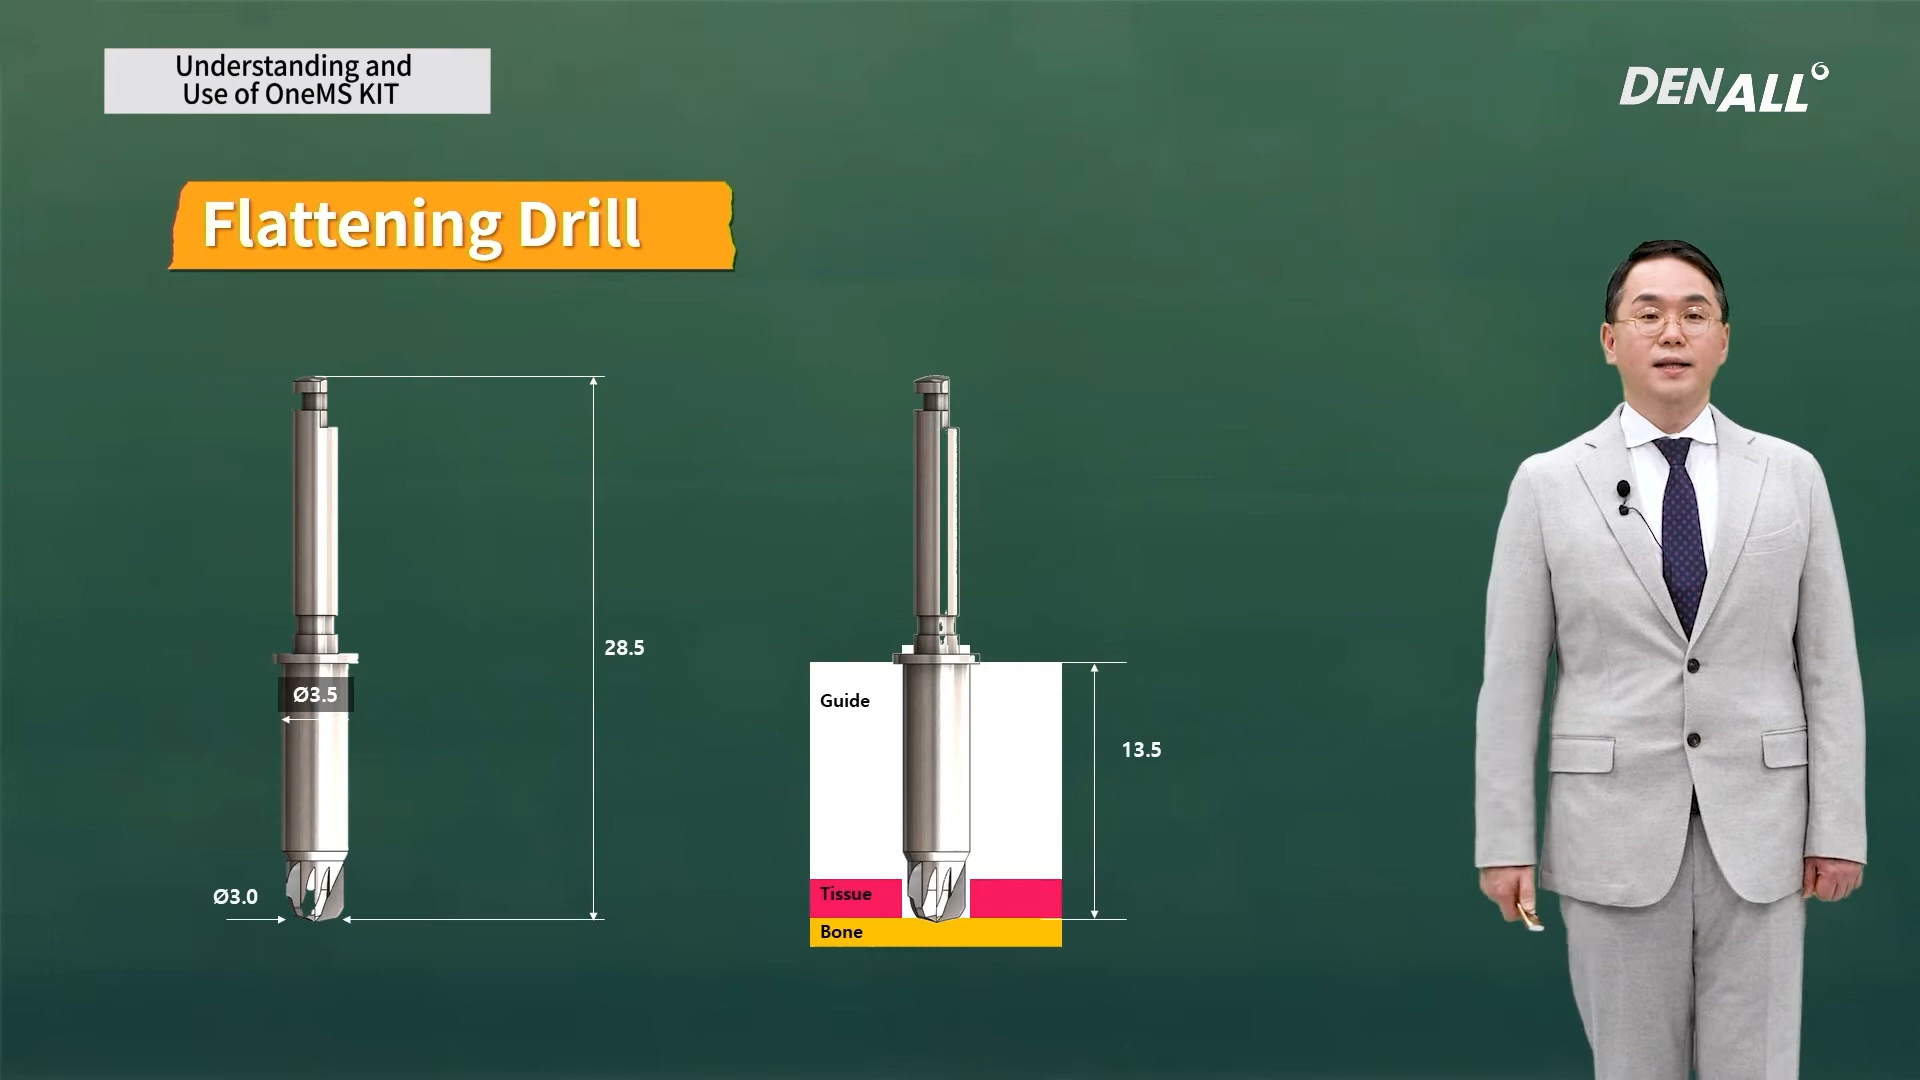 Understanding and
Use of OneMS KIT
DENALL
Flattening Drill
28.5
Ø3.5
Guide
13.5
Ø3.0
Tissue
Bone